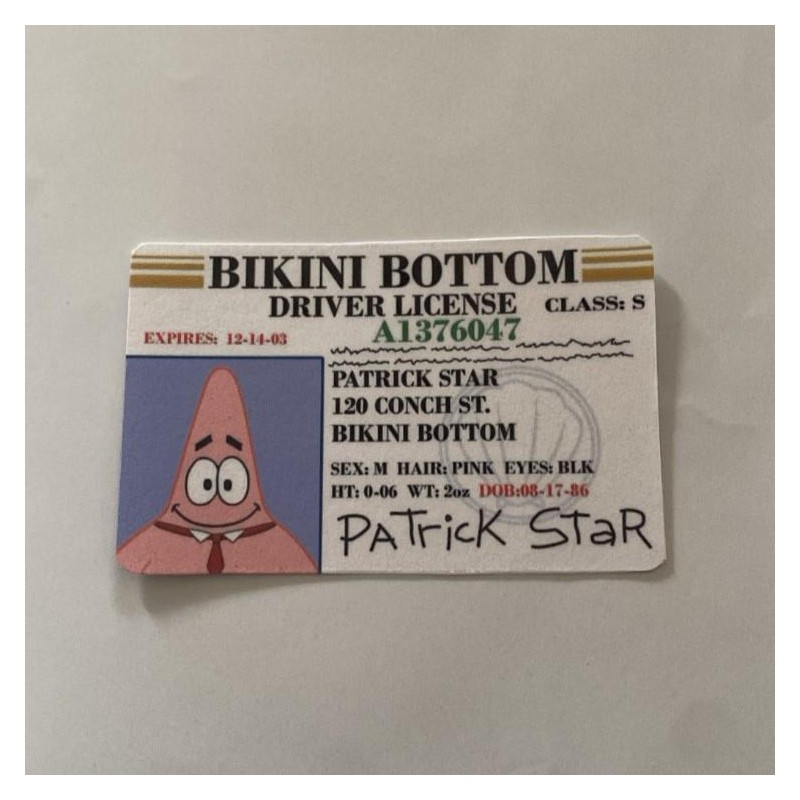 BIKINI BOTTOM
DRIVER LICENSE CLASS: S
A1376047
EXPIRES: 12-14-03
PATRICK STAR
120 CONCH ST.
BIKINI BOTTOM
SEX: M HAIR: PINK EYES: BLK
HT: 0-06 WT: 2oz DOB:08-17-86
PATricK STaR